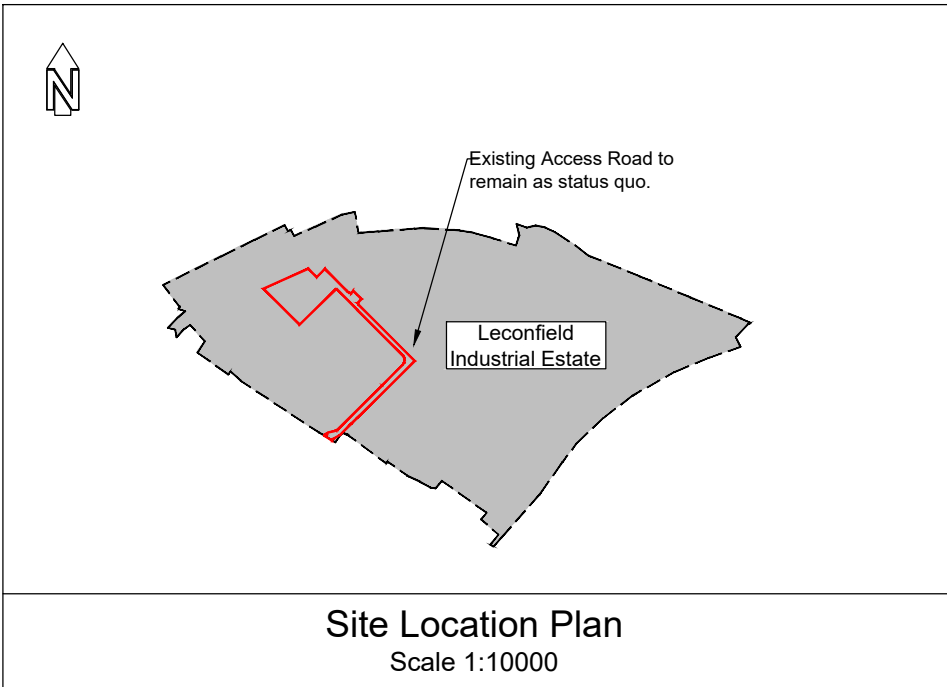 N
Existing Access Road to
remain as status quo.
Leconfield
Industrial Estate
Site Location Plan
Scale 1:10000